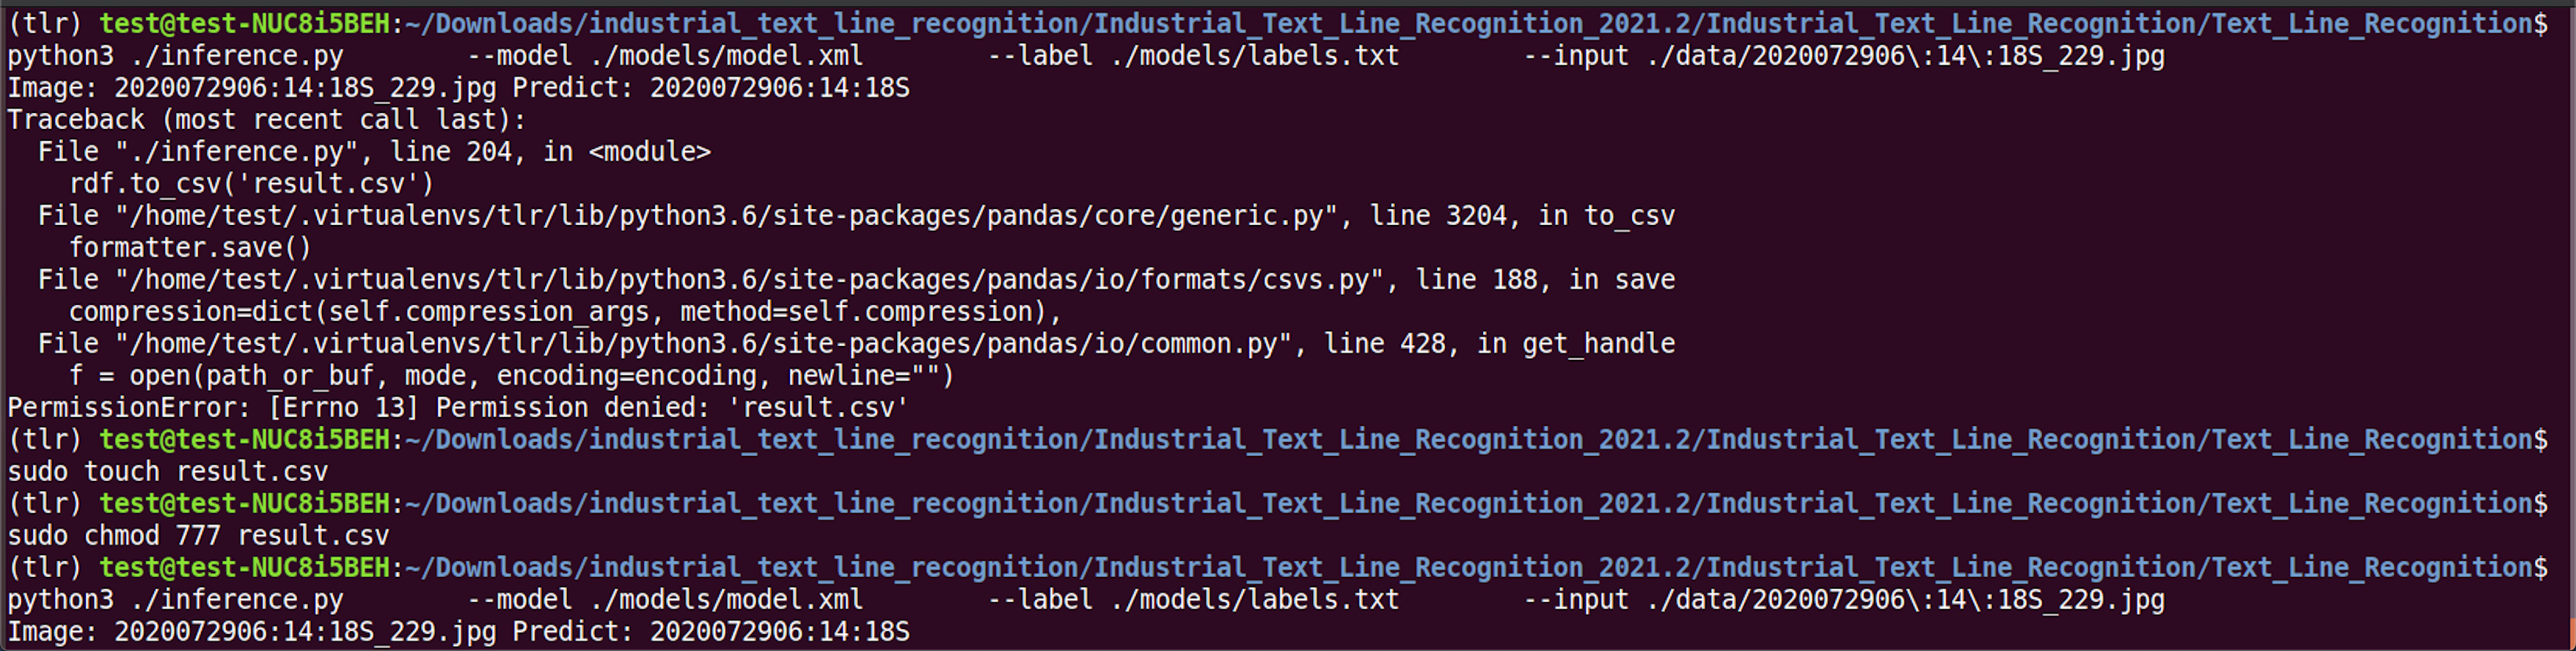 (tlr) test@test-NUC8i5BEH:~/Downloads/industrial_text_line_recognition/Industrial_Text_Line_Recognition_2021.2/Industrial_Text_Line_Recognition/Text_Line_Recognition$
python3 ./inference.py        --model ./models/model.xml        --label ./models/labels.txt        --input ./data/2020072906\:14\:18S_229.jpg
Image: 2020072906:14:18S_229.jpg Predict: 2020072906:14:18S
Traceback (most recent call last):
  File "./inference.py", line 204, in <module>
    rdf.to_csv('result.csv')
  File "/home/test/.virtualenvs/tlr/lib/python3.6/site-packages/pandas/core/generic.py", line 3204, in to_csv
    formatter.save()
  File "/home/test/.virtualenvs/tlr/lib/python3.6/site-packages/pandas/io/formats/csvs.py", line 188, in save
    compression=dict(self.compression_args, method=self.compression),
  File "/home/test/.virtualenvs/tlr/lib/python3.6/site-packages/pandas/io/common.py", line 428, in get_handle
    f = open(path_or_buf, mode, encoding=encoding, newline="")
PermissionError: [Errno 13] Permission denied: 'result.csv'
(tlr) test@test-NUC8i5BEH:~/Downloads/industrial_text_line_recognition/Industrial_Text_Line_Recognition_2021.2/Industrial_Text_Line_Recognition/Text_Line_Recognition$
sudo touch result.csv
(tlr) test@test-NUC8i5BEH:~/Downloads/industrial_text_line_recognition/Industrial_Text_Line_Recognition_2021.2/Industrial_Text_Line_Recognition/Text_Line_Recognition$
sudo chmod 777 result.csv
(tlr) test@test-NUC8i5BEH:~/Downloads/industrial_text_line_recognition/Industrial_Text_Line_Recognition_2021.2/Industrial_Text_Line_Recognition/Text_Line_Recognition$
python3 ./inference.py        --model ./models/model.xml        --label ./models/labels.txt        --input ./data/2020072906\:14\:18S_229.jpg
Image: 2020072906:14:18S_229.jpg Predict: 2020072906:14:18S